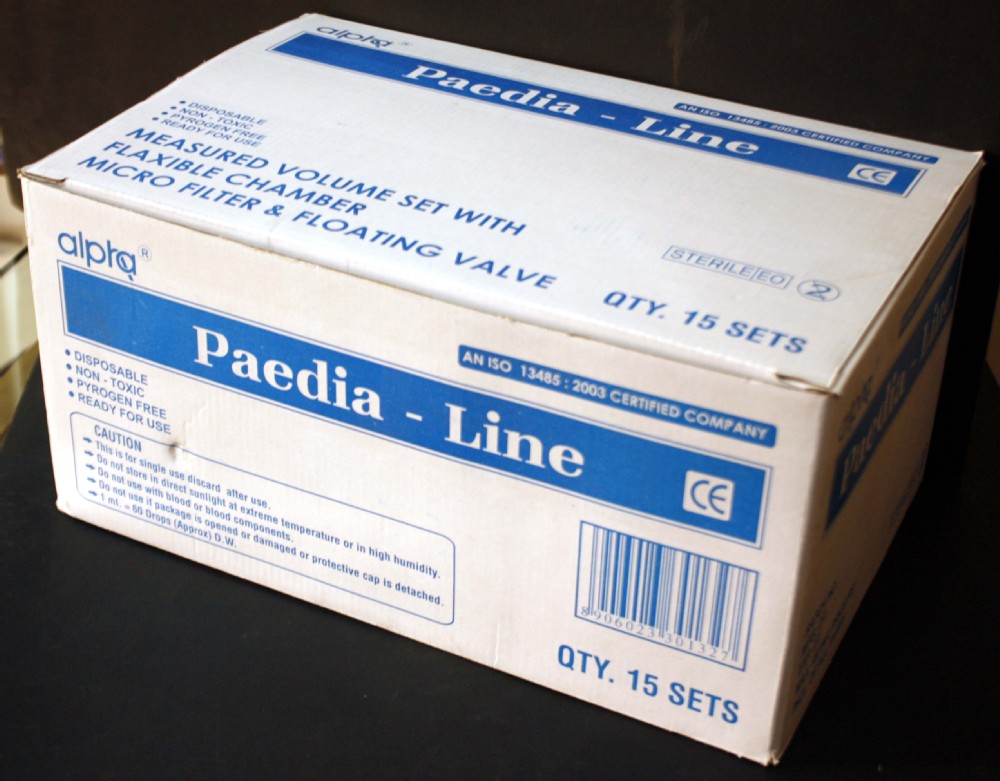 alpha ®
Paedia - Line
AN ISO 13485 : 2003 CERTIFIED COMPANY
CE
• DISPOSABLE
• NON - TOXIC
• PYROGEN FREE
• READY FOR USE
MEASURED VOLUME SET WITH
FLAXIBLE CHAMBER
MICRO FILTER & FLOATING VALVE
STERILE EO 2
QTY. 15 SETS
alpha ®
AN ISO 13485 : 2003 CERTIFIED COMPANY
Paedia - Line
CE
• DISPOSABLE
• NON - TOXIC
• PYROGEN FREE
• READY FOR USE
CAUTION
→ This is for single use discard after use.
→ Do not store in direct sunlight at extreme temperature or in high humidity.
→ Do not use with blood or blood components.
→ Do not use if package is opened or damaged or protective cap is detached.
→ 1 ml. = 60 Drops (Approx) D.W.
8906023301327
QTY. 15 SETS
Paedia - Line